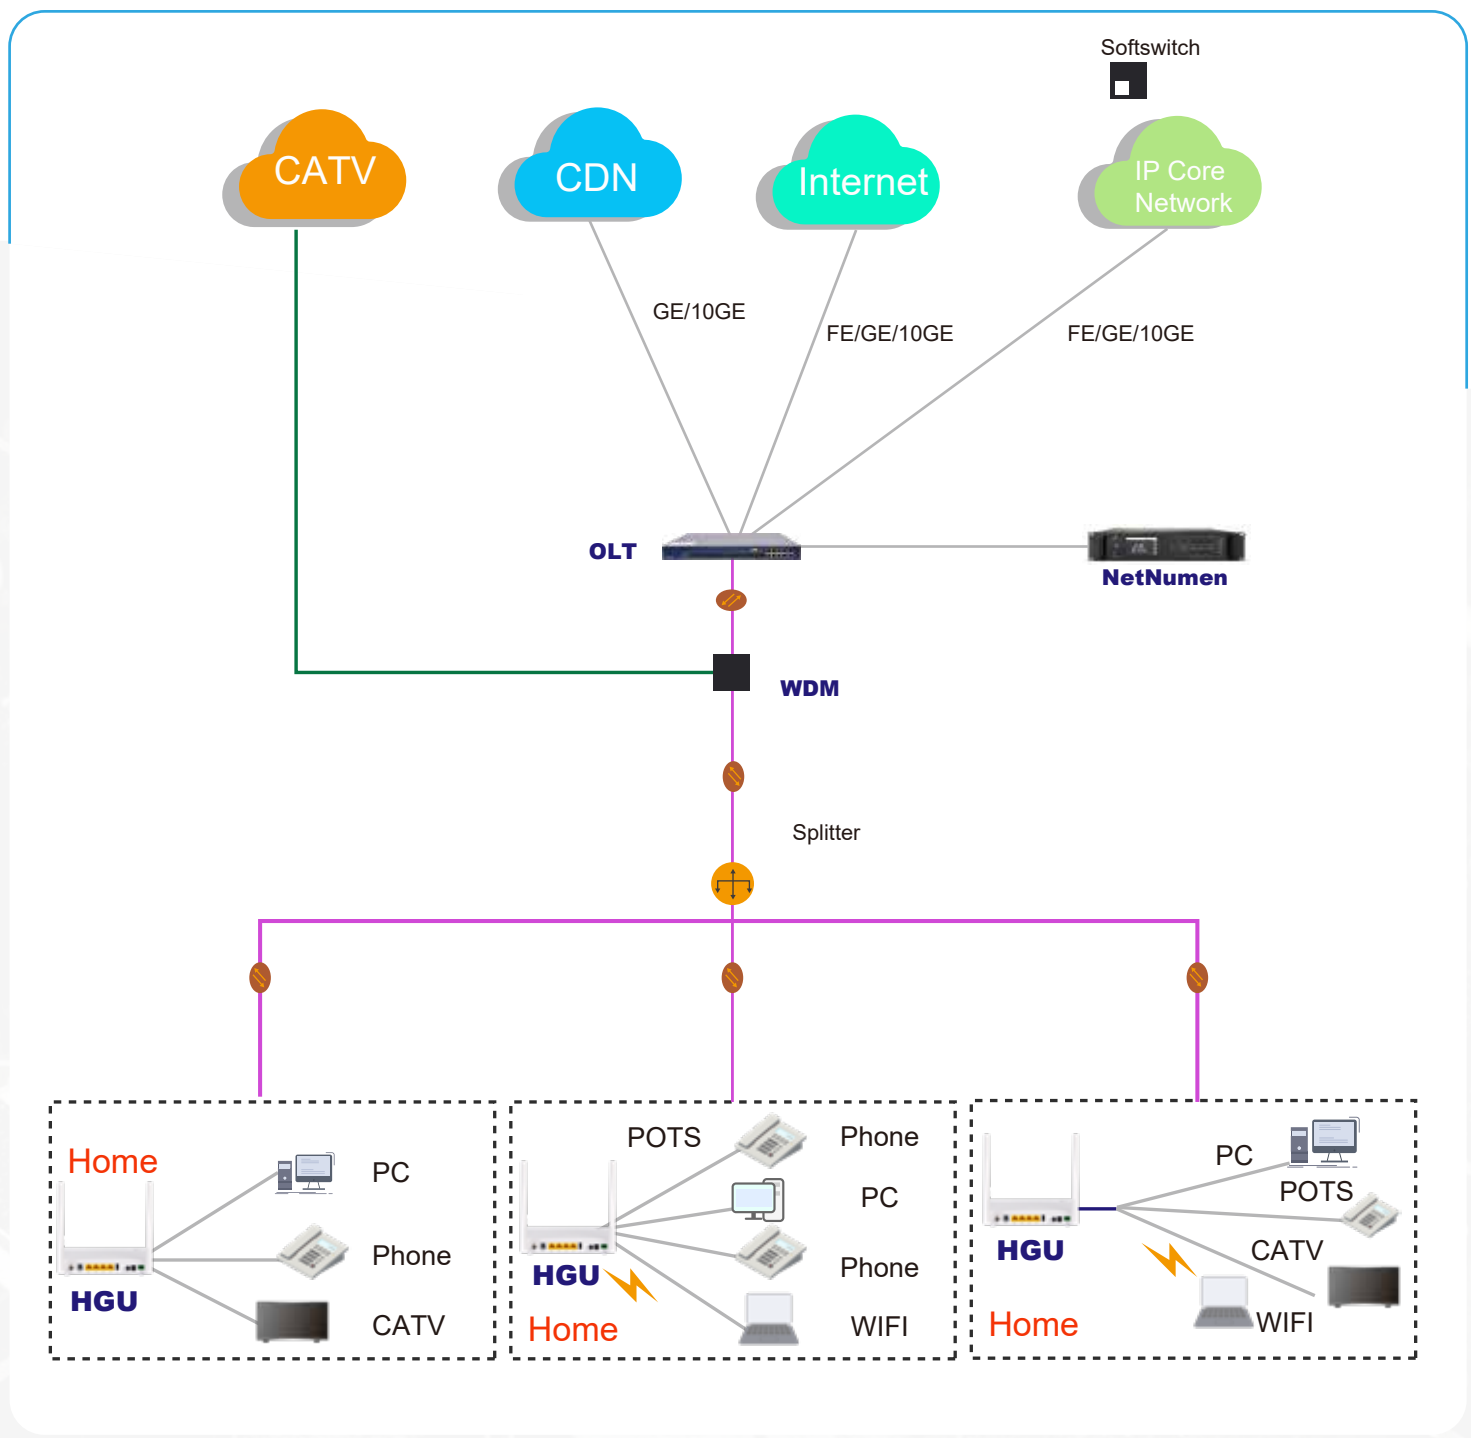 Softswitch
CATV
CDN
Internet
IP Core
Network
GE/10GE
FE/GE/10GE
FE/GE/10GE
OLT
NetNumen
WDM
Splitter
Home
PC
Phone
CATV
HGU
POTS
Phone
PC
Phone
WIFI
HGU
Home
PC
POTS
CATV
WIFI
HGU
Home